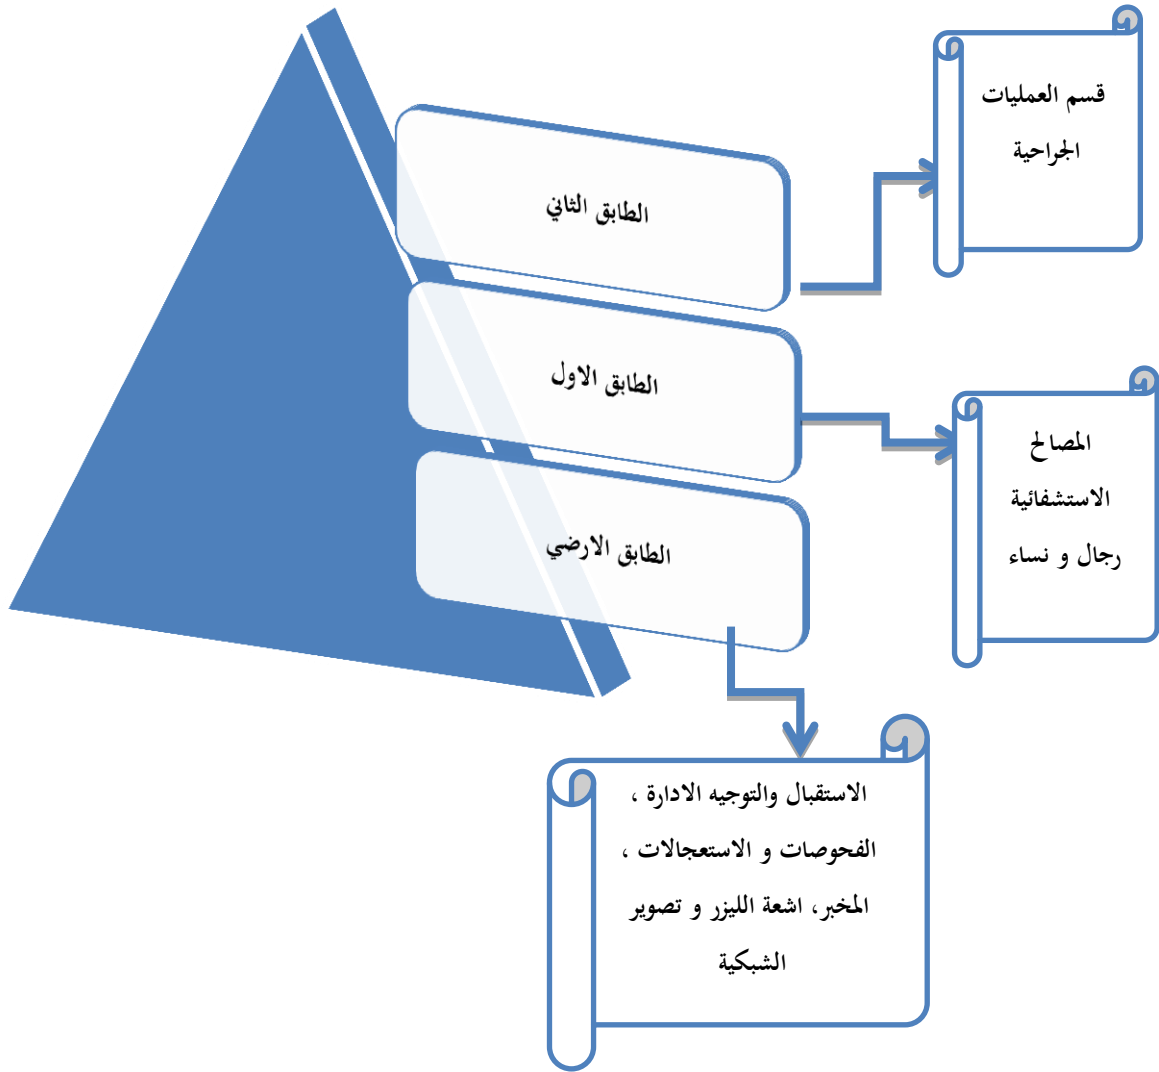 قسم العمليات
الجراحية
الطابق الثاني
الطابق الاول
المصالح
الاستشفائية
رجال و نساء
الطابق الارضي
الاستقبال والتوجيه الادارة ،
الفحوصات و الاستعجالات ،
المخبر، اشعة الليزر و تصوير
الشبكية